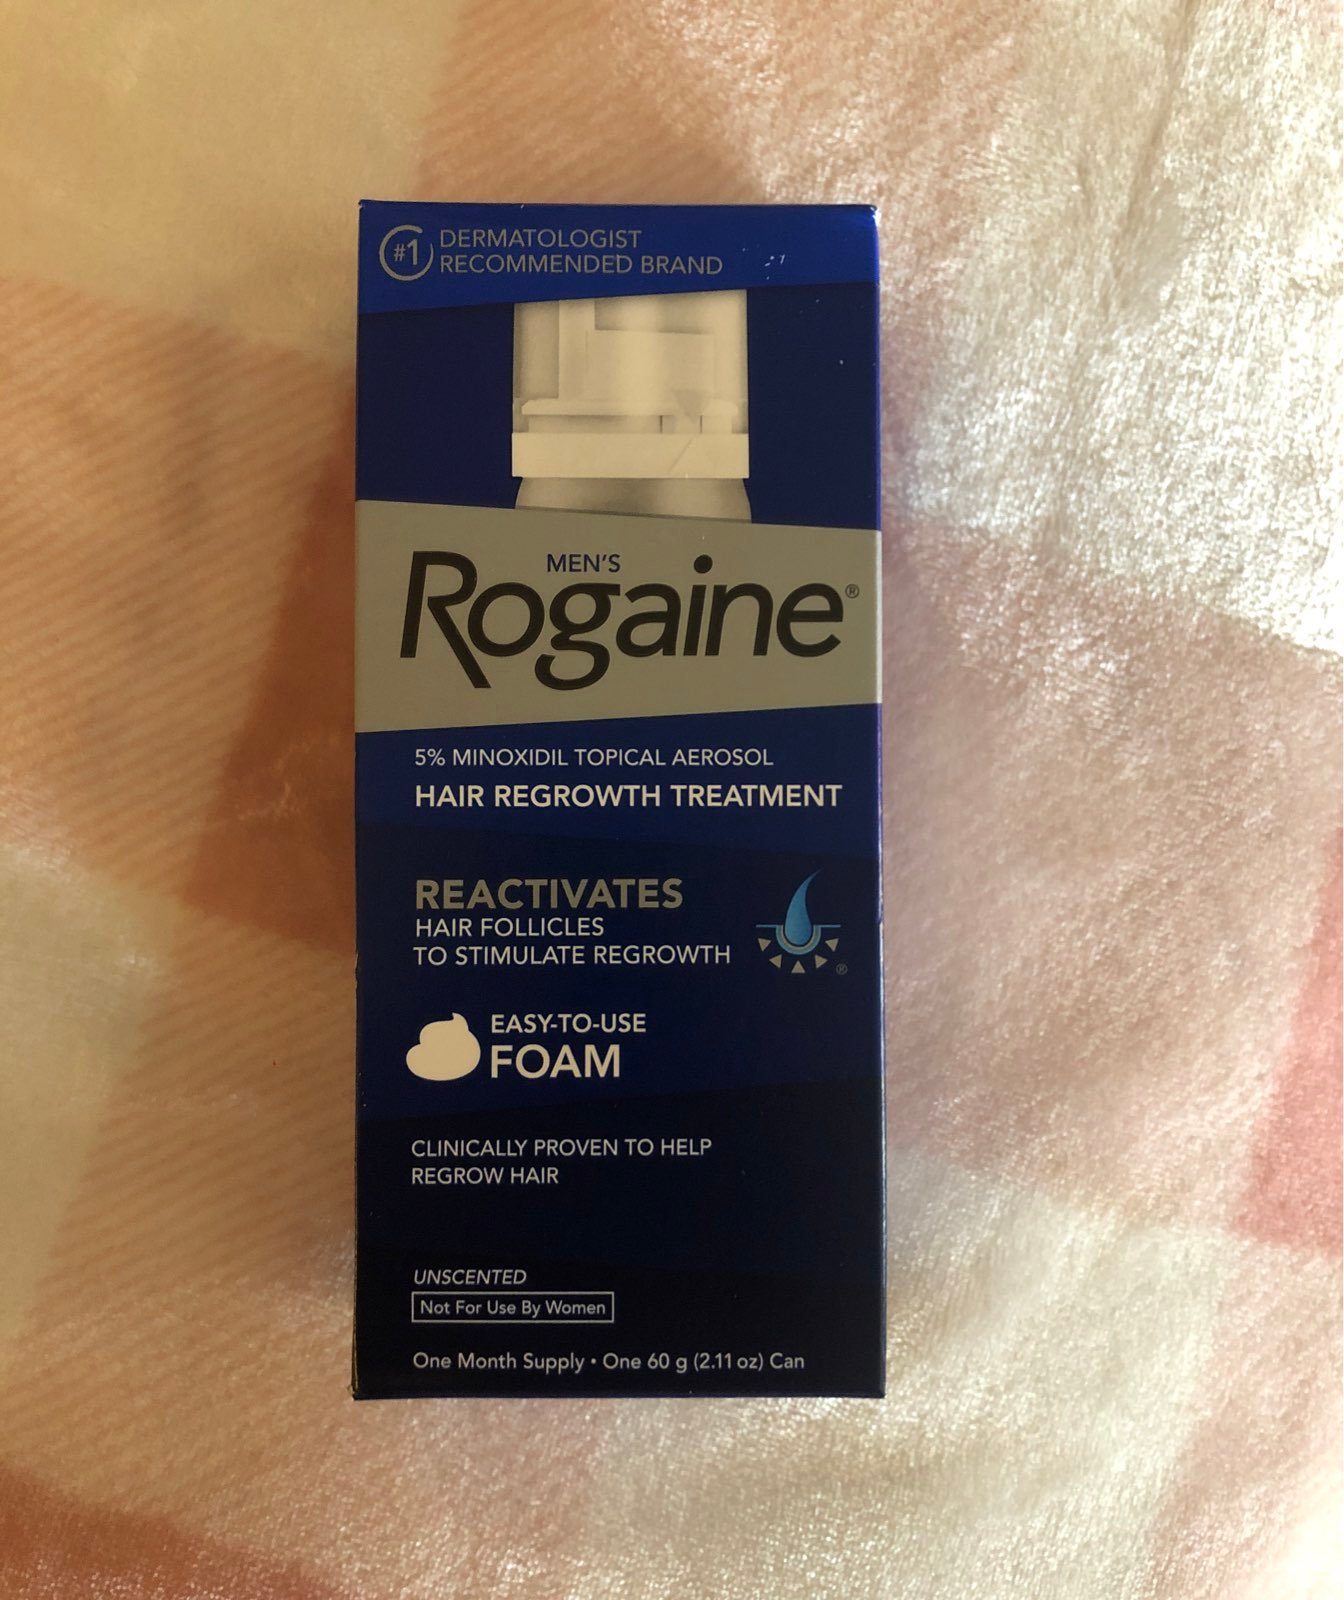 #1 DERMATOLOGIST
RECOMMENDED BRAND
MEN'S
Rogaine®
5% MINOXIDIL TOPICAL AEROSOL
HAIR REGROWTH TREATMENT
REACTIVATES
HAIR FOLLICLES
TO STIMULATE REGROWTH
®
EASY-TO-USE
FOAM
CLINICALLY PROVEN TO HELP
REGROW HAIR
UNSCENTED
Not For Use By Women
One Month Supply • One 60 g (2.11 oz) Can